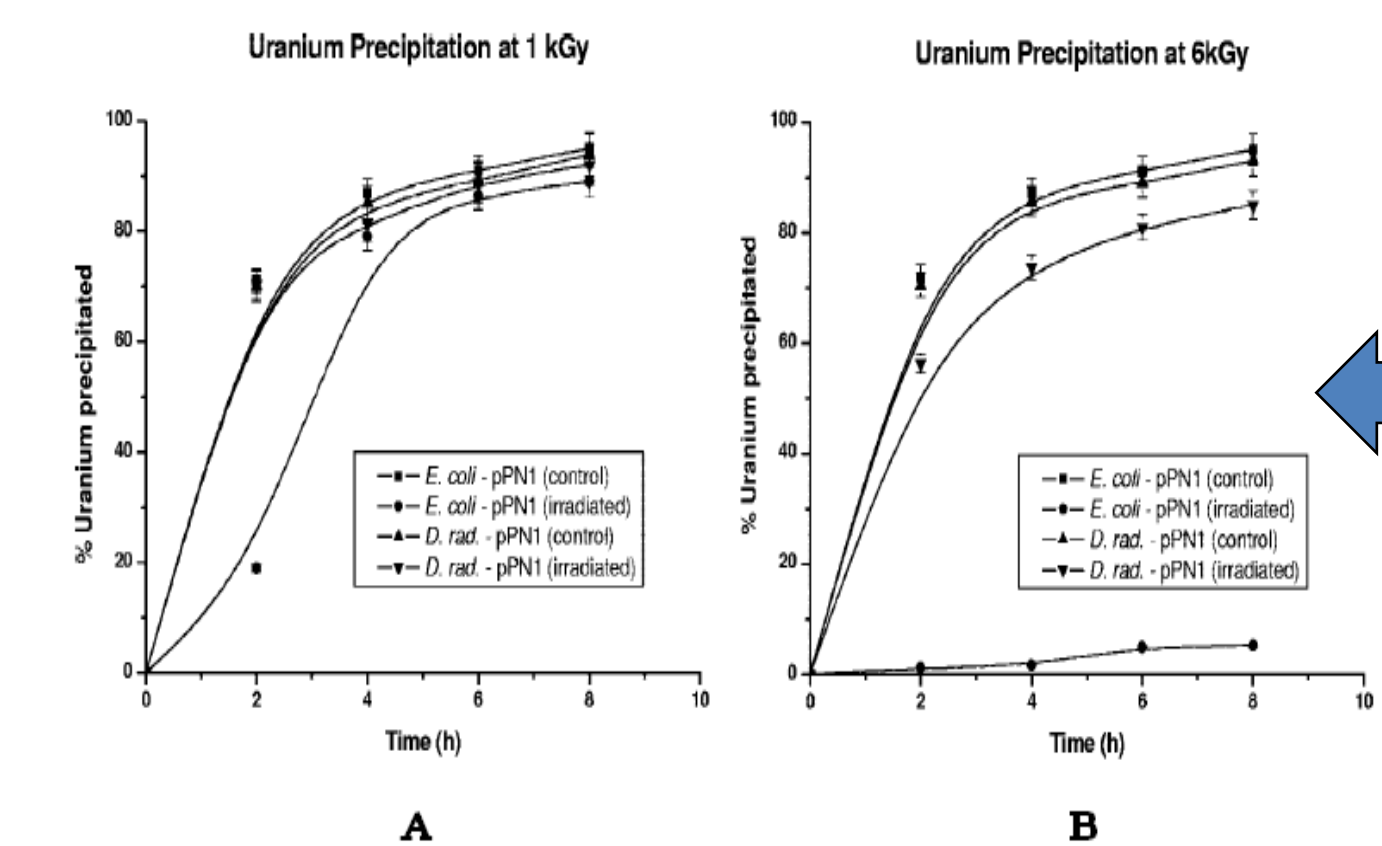 Uranium Precipitation at 1 kGy
100
80
60
40
20
0
% Uranium precipitated
E. coli - pPN1 (control)
E. coli - pPN1 (irradiated)
D. rad. - pPN1 (control)
D. rad. - pPN1 (irradiated)
0 2 4 6 8 10
Time (h)
A
Uranium Precipitation at 6kGy
100
80
60
40
20
0
% Uranium precipitated
E. coli - pPN1 (control)
E. coli - pPN1 (irradiated)
D. rad. - pPN1 (control)
D. rad. - pPN1 (irradiated)
0 2 4 6 8 10
Time (h)
B